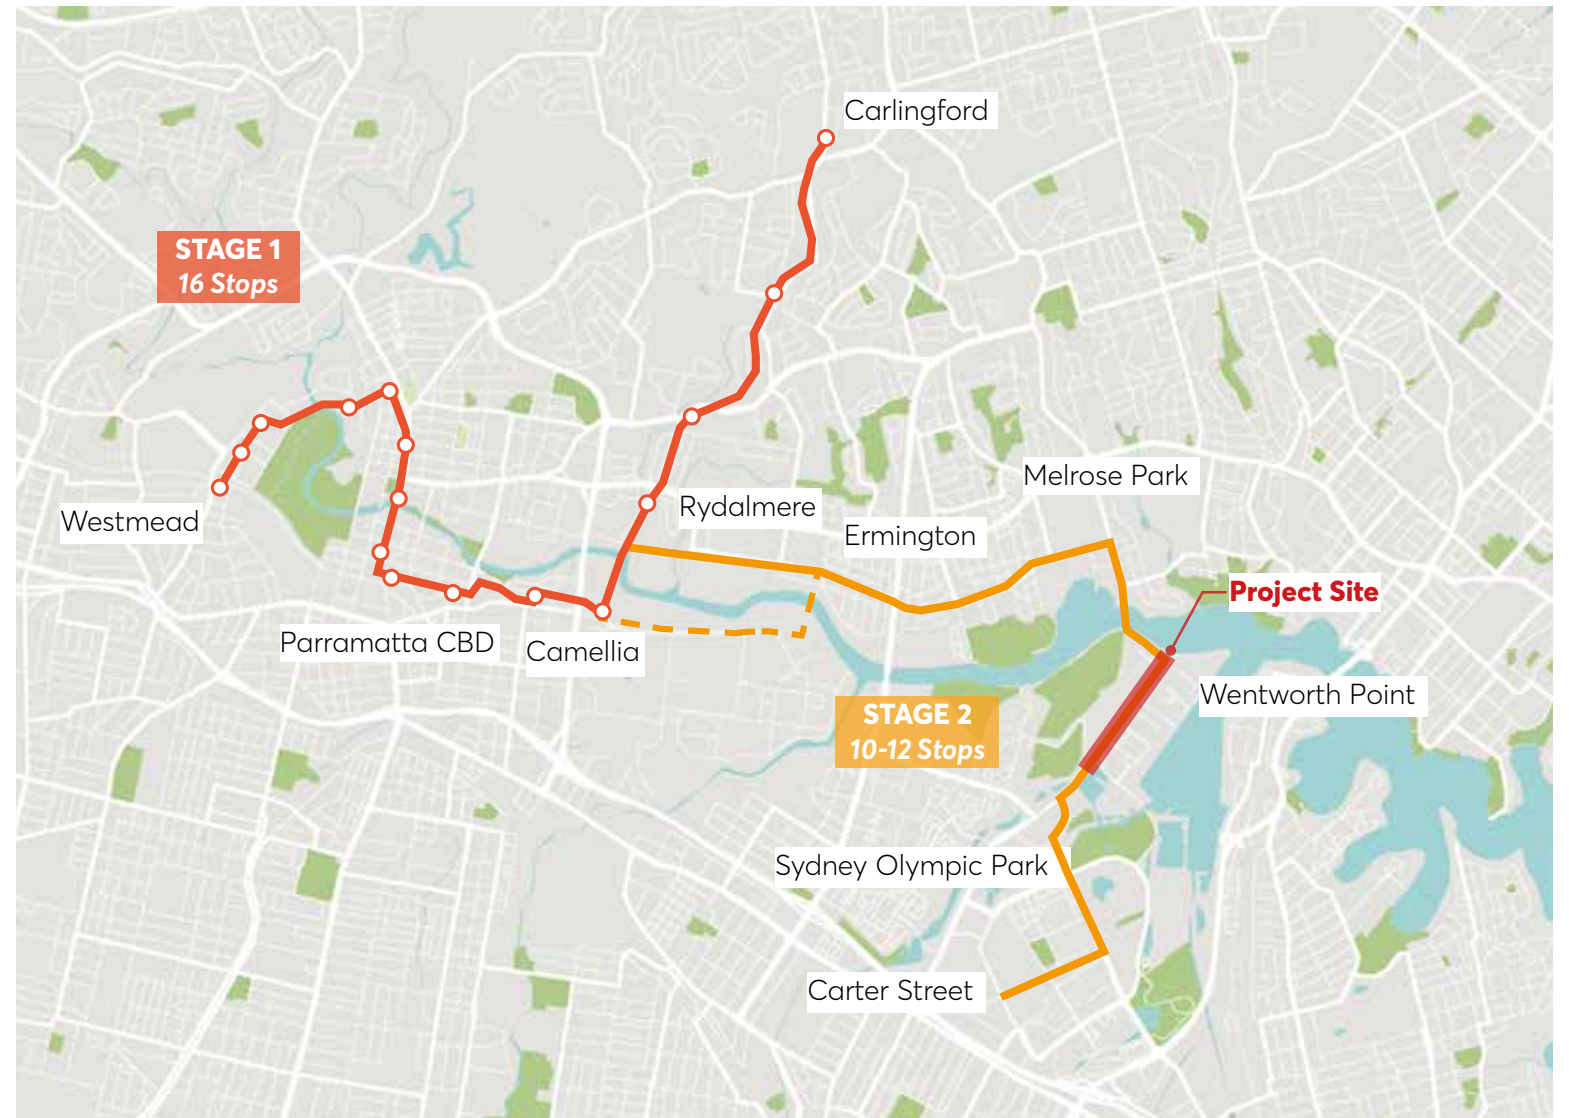 Carlingford
STAGE 1
16 Stops
Melrose Park
Rydalmere
Westmead
Ermington
Project Site
Parramatta CBD
Camellia
Wentworth Point
STAGE 2
10-12 Stops
Sydney Olympic Park
Carter Street